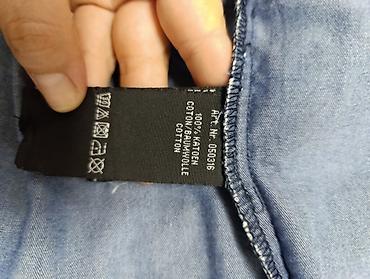 Art. Nr. 050316
100% KATOEN
COTON/BAUMWOLLE
COTTON